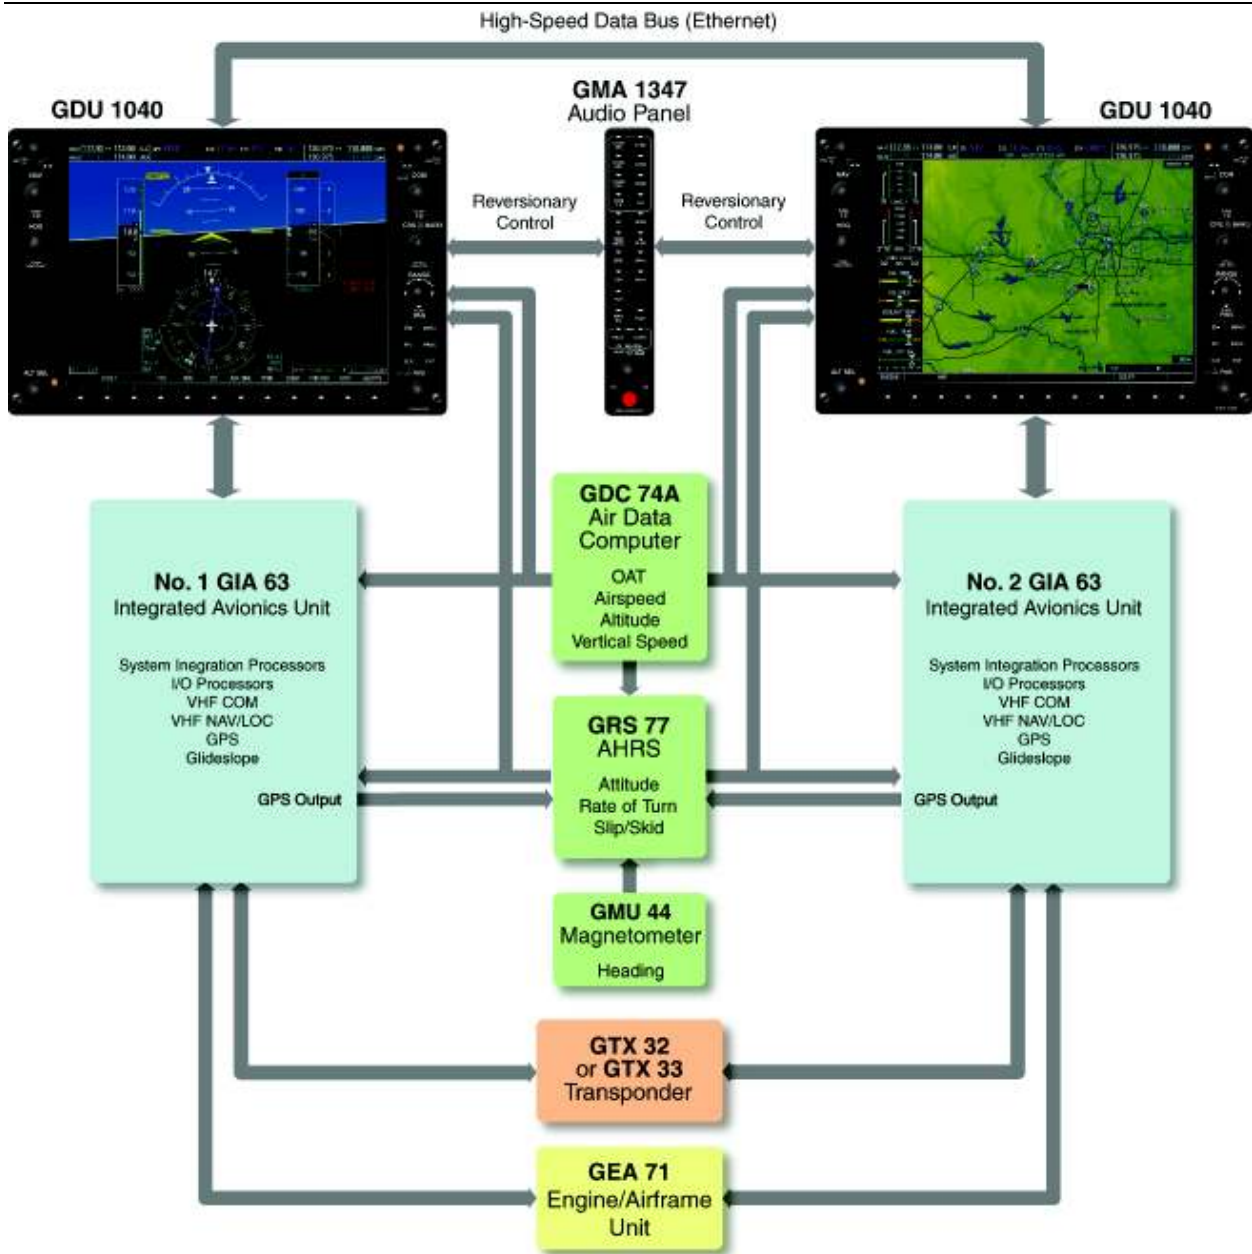 High-Speed Data Bus (Ethernet)
GDU 1040
GMA 1347
Audio Panel
GDU 1040
Reversionary
Control
Reversionary
Control
GDC 74A
Air Data
Computer
OAT
Airspeed
Altitude
Vertical Speed
No. 1 GIA 63
Integrated Avionics Unit
System Inegration Processors
I/O Processors
VHF COM
VHF NAV/LOC
GPS
Glideslope
GPS Output
No. 2 GIA 63
Integrated Avionics Unit
System Integration Processors
I/O Processors
VHF COM
VHF NAV/LOC
GPS
Glideslope
GPS Output
GRS 77
AHRS
Attitude
Rate of Turn
Slip/Skid
GMU 44
Magnetometer
Heading
GTX 32
or GTX 33
Transponder
GEA 71
Engine/Airframe
Unit